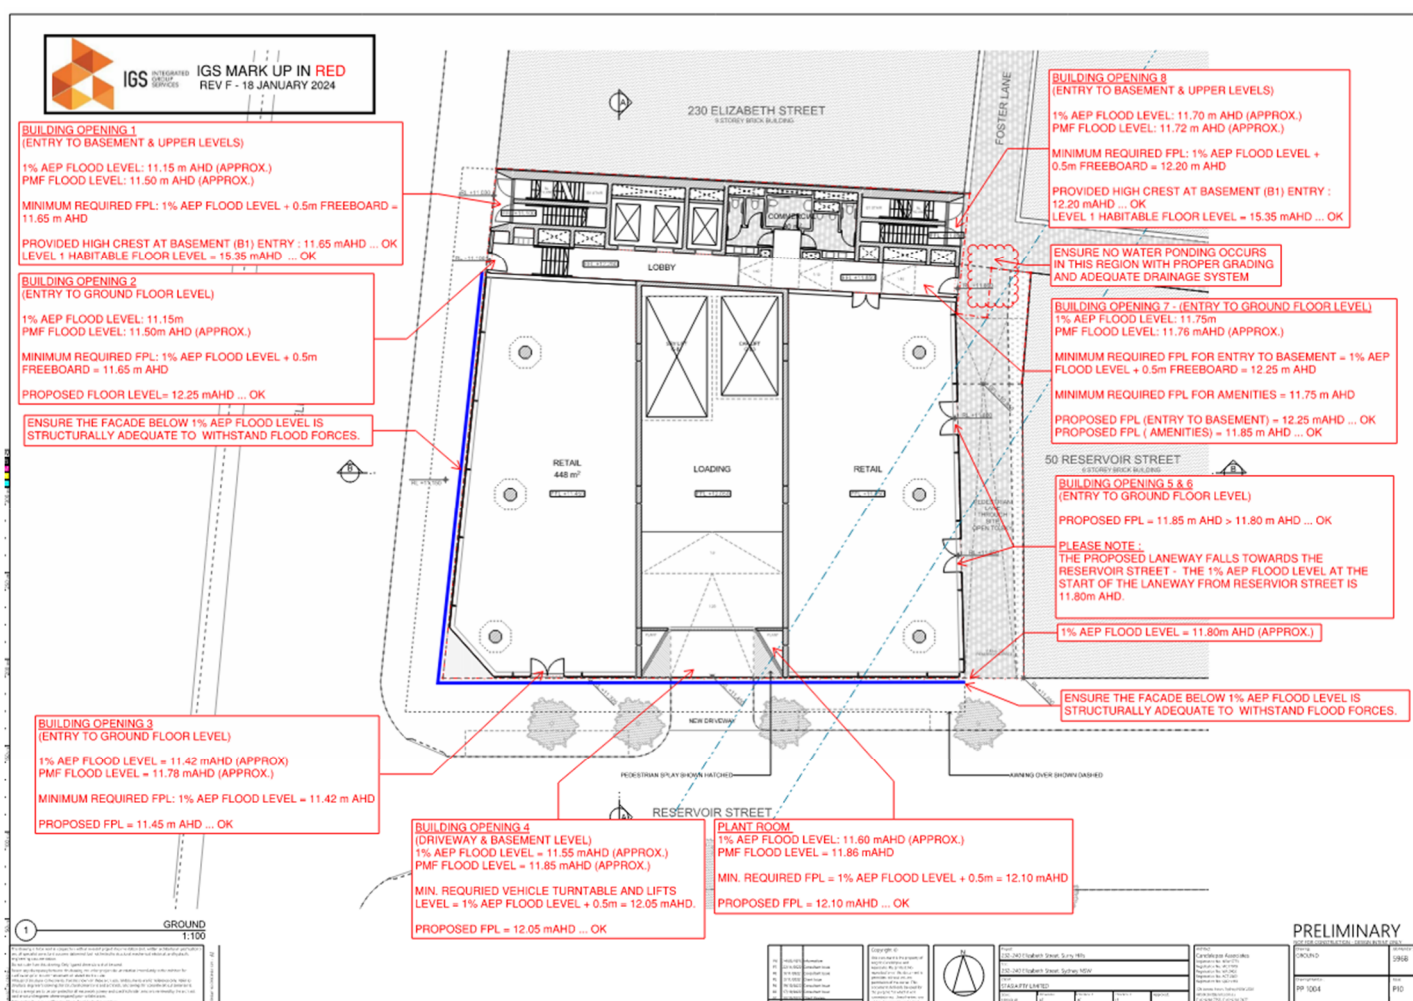 IGS INTEGRATED GROUP SERVICES
IGS MARK UP IN RED
REV F - 18 JANUARY 2024
BUILDING OPENING 1
(ENTRY TO BASEMENT & UPPER LEVELS)
1% AEP FLOOD LEVEL: 11.15 m AHD (APPROX.)
PMF FLOOD LEVEL: 11.50 m AHD (APPROX.)
MINIMUM REQUIRED FPL: 1% AEP FLOOD LEVEL + 0.5m FREEBOARD =
11.65 m AHD
PROVIDED HIGH CREST AT BASEMENT (B1) ENTRY : 11.65 mAHD ... OK
LEVEL 1 HABITABLE FLOOR LEVEL = 15.35 mAHD ... OK
BUILDING OPENING 2
(ENTRY TO GROUND FLOOR LEVEL)
1% AEP FLOOD LEVEL: 11.15m
PMF FLOOD LEVEL: 11.50m AHD (APPROX.)
MINIMUM REQUIRED FPL: 1% AEP FLOOD LEVEL + 0.5m
FREEBOARD = 11.65 m AHD
PROPOSED FLOOR LEVEL= 12.25 mAHD ... OK
ENSURE THE FACADE BELOW 1% AEP FLOOD LEVEL IS
STRUCTURALLY ADEQUATE TO WITHSTAND FLOOD FORCES.
BUILDING OPENING 3
(ENTRY TO GROUND FLOOR LEVEL)
1% AEP FLOOD LEVEL = 11.42 mAHD (APPROX)
PMF FLOOD LEVEL = 11.78 mAHD (APPROX.)
MINIMUM REQUIRED FPL: 1% AEP FLOOD LEVEL = 11.42 m AHD
PROPOSED FPL = 11.45 m AHD ... OK
BUILDING OPENING 4
(DRIVEWAY & BASEMENT LEVEL)
1% AEP FLOOD LEVEL = 11.55 mAHD (APPROX.)
PMF FLOOD LEVEL = 11.85 mAHD (APPROX.)
MIN. REQURIED VEHICLE TURNTABLE AND LIFTS
LEVEL = 1% AEP FLOOD LEVEL + 0.5m = 12.05 mAHD.
PROPOSED FPL = 12.05 mAHD ... OK
PLANT ROOM
1% AEP FLOOD LEVEL: 11.60 mAHD (APPROX.)
PMF FLOOD LEVEL = 11.86 mAHD
MIN. REQUIRED FPL = 1% AEP FLOOD LEVEL + 0.5m = 12.10 mAHD
PROPOSED FPL = 12.10 mAHD ... OK
BUILDING OPENING 8
(ENTRY TO BASEMENT & UPPER LEVELS)
1% AEP FLOOD LEVEL: 11.70 m AHD (APPROX.)
PMF FLOOD LEVEL: 11.72 m AHD (APPROX.)
MINIMUM REQUIRED FPL: 1% AEP FLOOD LEVEL +
0.5m FREEBOARD = 12.20 mAHD
PROVIDED HIGH CREST AT BASEMENT (B1) ENTRY :
12.20 mAHD ... OK
LEVEL 1 HABITABLE FLOOR LEVEL = 15.35 mAHD ... OK
ENSURE NO WATER PONDING OCCURS
IN THIS REGION WITH PROPER GRADING
AND ADEQUATE DRAINAGE SYSTEM
BUILDING OPENING 7 - (ENTRY TO GROUND FLOOR LEVEL)
1% AEP FLOOD LEVEL: 11.75m
PMF FLOOD LEVEL: 11.76 mAHD (APPROX.)
MINIMUM REQUIRED FPL FOR ENTRY TO BASEMENT = 1% AEP
FLOOD LEVEL + 0.5m FREEBOARD = 12.25 m AHD
MINIMUM REQUIRED FPL FOR AMENITIES = 11.75 m AHD
PROPOSED FPL (ENTRY TO BASEMENT) = 12.25 mAHD ... OK
PROPOSED FPL ( AMENITIES) = 11.85 m AHD ... OK
BUILDING OPENING 5 & 6
(ENTRY TO GROUND FLOOR LEVEL)
PROPOSED FPL = 11.85 m AHD > 11.80 m AHD ... OK
PLEASE NOTE :
THE PROPOSED LANEWAY FALLS TOWARDS THE
RESERVOIR STREET - THE 1% AEP FLOOD LEVEL AT THE
START OF THE LANEWAY FROM RESERVIOR STREET IS
11.80m AHD.
1% AEP FLOOD LEVEL = 11.80m AHD (APPROX.)
ENSURE THE FACADE BELOW 1% AEP FLOOD LEVEL IS
STRUCTURALLY ADEQUATE TO WITHSTAND FLOOD FORCES.
230 ELIZABETH STREET
9 STOREY BRICK BUILDING
FOSTER LANE
A
COMMERCIAL
LOBBY
RETAIL
448 m²
LOADING
RETAIL
B
50 RESERVOIR STREET
6 STOREY BRICK BUILDING
B
NEW DRIVEWAY
PEDESTRIAN SPLAY SHOWN HATCHED
AWNING OVER SHOWN DASHED
RESERVOIR STREET
A
1
GROUND
1:100
PRELIMINARY
NOT FOR CONSTRUCTION - DESIGN INTENT ONLY
N
GROUND
5968
PP 1004
P10